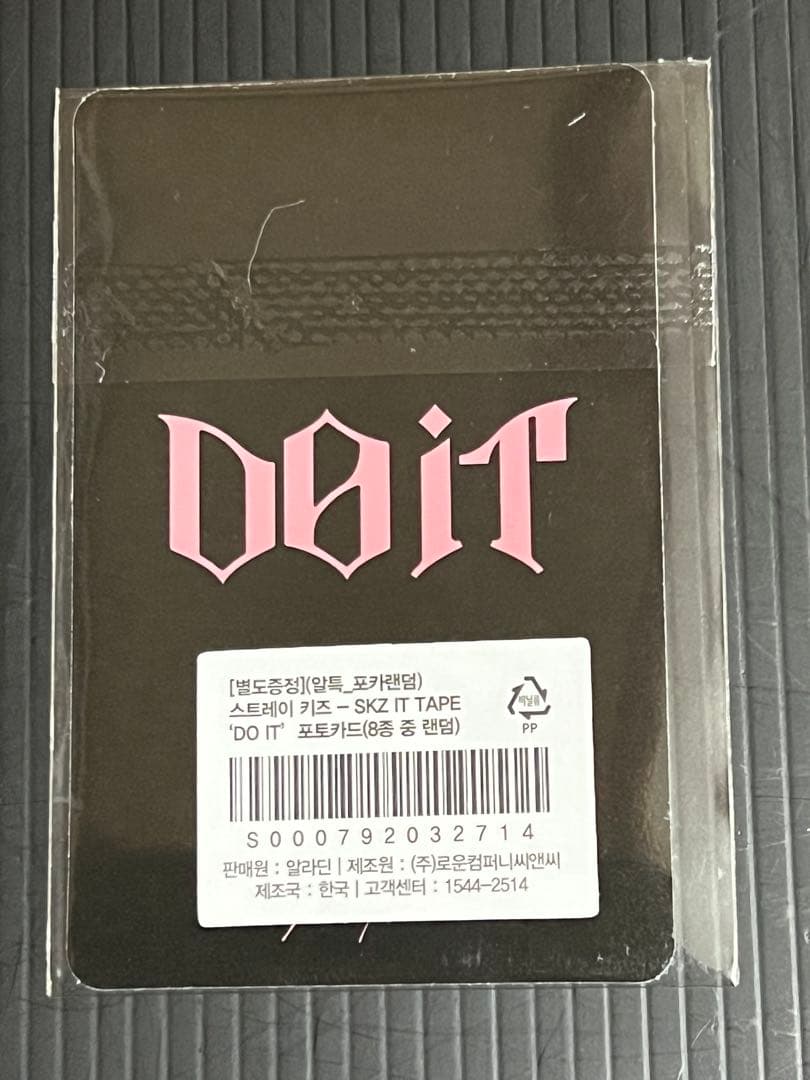 DO iT
[별도증정](알특_포카랜덤)
스트레이 키즈 – SKZ IT TAPE
‘DO IT’ 포토카드(8종 중 랜덤)
비닐류
PP
S000792032714
판매원 : 알라딘 | 제조원 : (주)로운컴퍼니씨앤씨
제조국 : 한국 | 고객센터 : 1544-2514